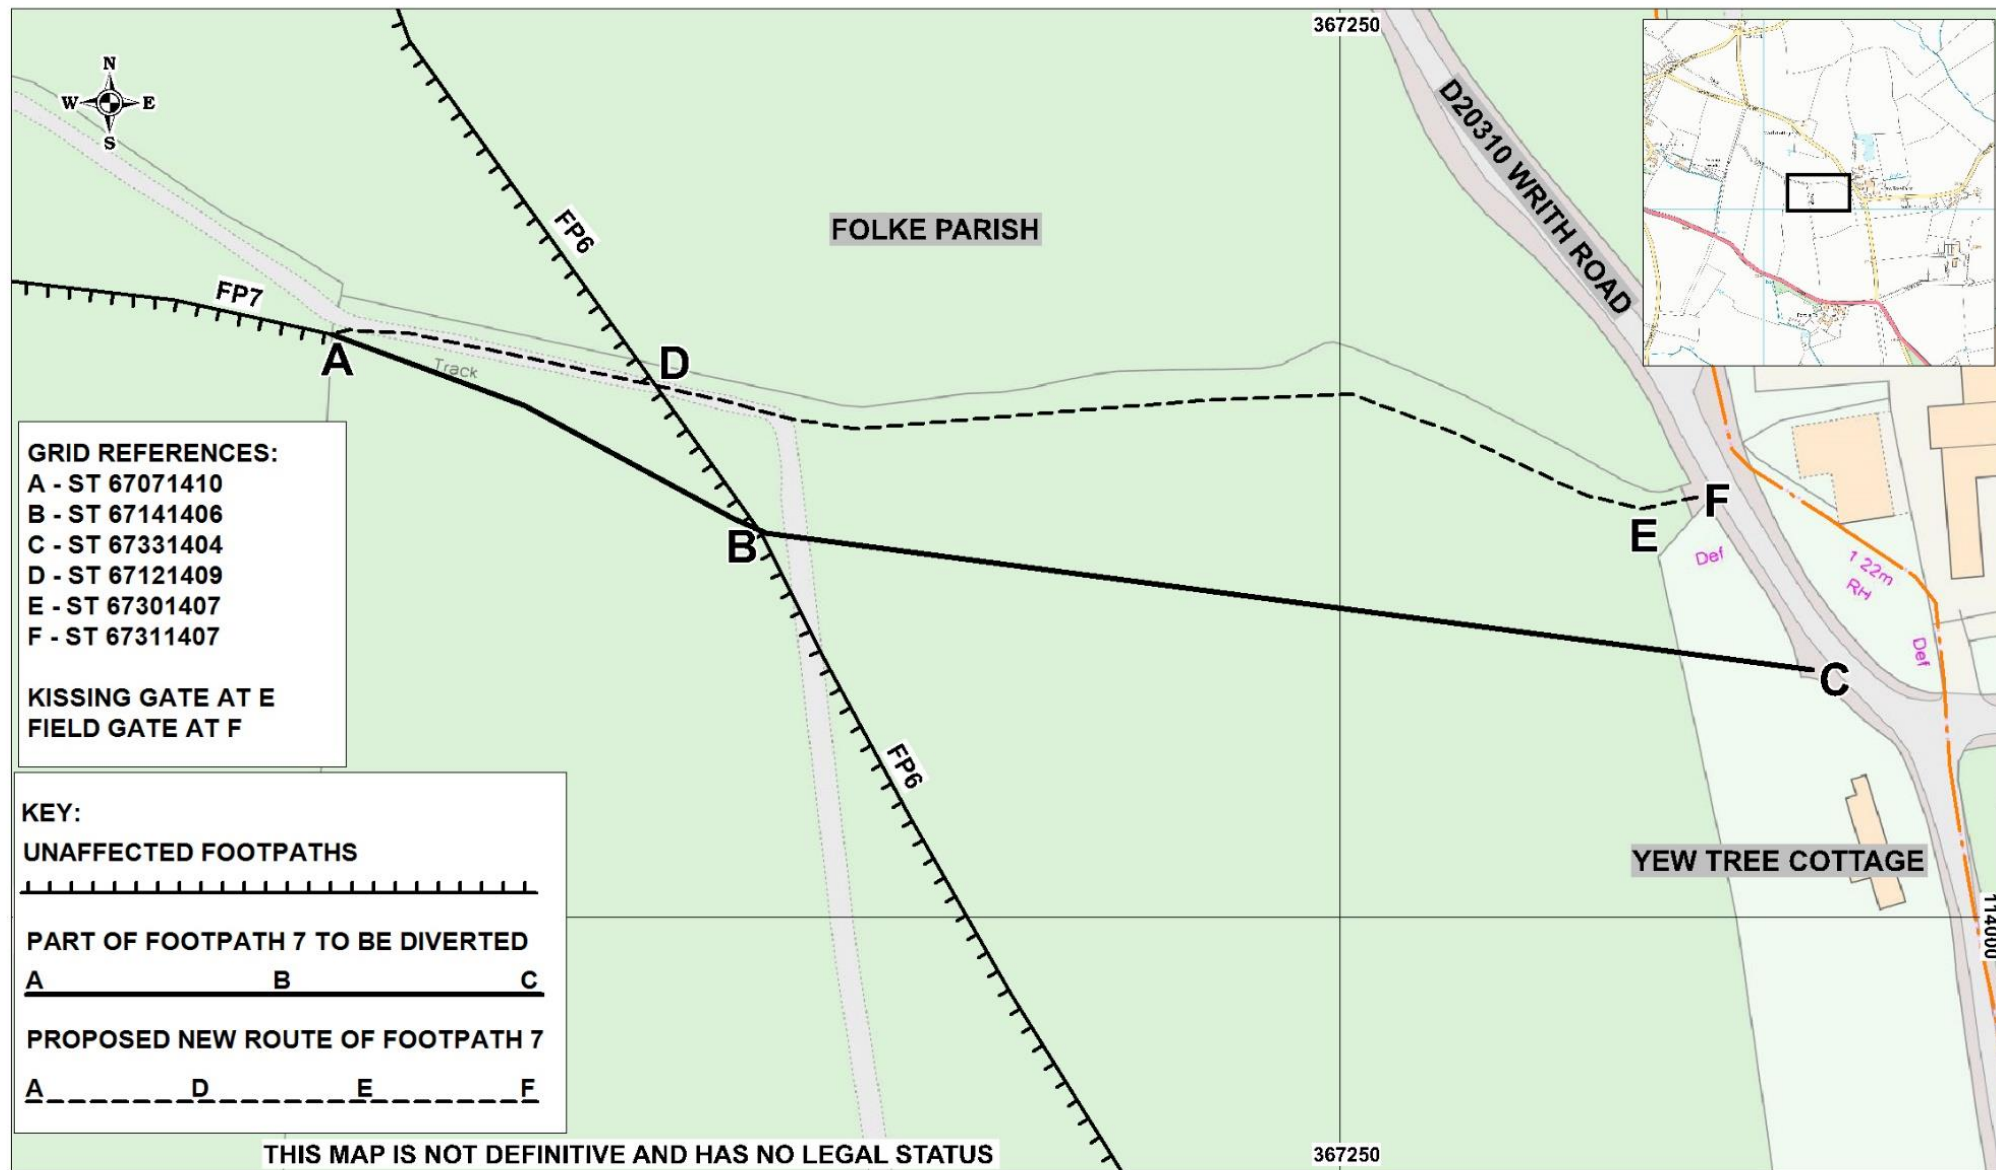 367250
N
W E
S
D20310 WRITH ROAD
FP6
FOLKE PARISH
FP7
A
Track
D
GRID REFERENCES:
A - ST 67071410
B - ST 67141406
C - ST 67331404
D - ST 67121409
E - ST 67301407
F - ST 67311407
KISSING GATE AT E
FIELD GATE AT F
B
E
F
Def
1 22m
RH
Def
C
FP6
KEY:
UNAFFECTED FOOTPATHS
PART OF FOOTPATH 7 TO BE DIVERTED
A B C
PROPOSED NEW ROUTE OF FOOTPATH 7
A D E F
YEW TREE COTTAGE
114000
THIS MAP IS NOT DEFINITIVE AND HAS NO LEGAL STATUS
367250